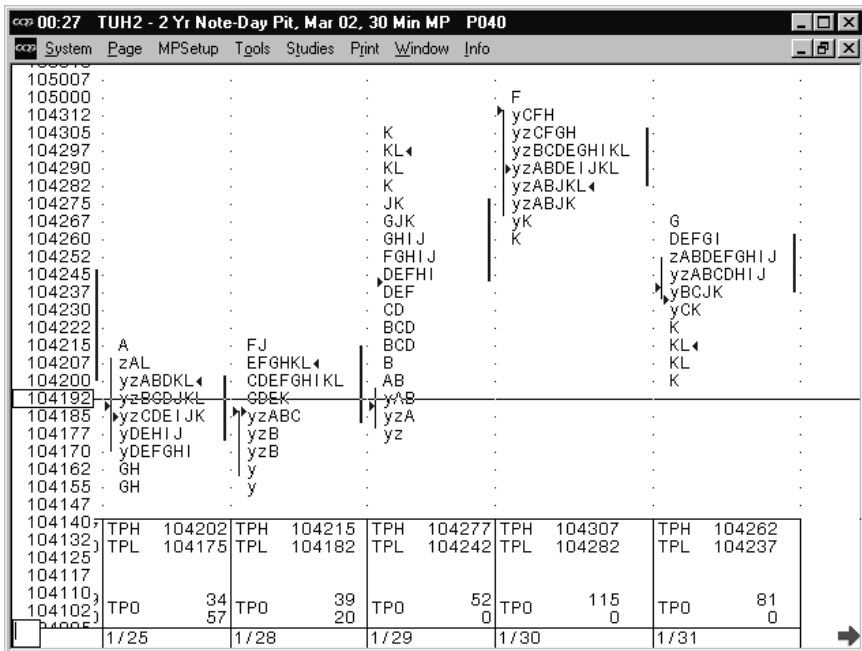 00:27 TUH2 - 2 Yr Note-Day Pit, Mar 02, 30 Min MP P040
CQG System Page MPSetup Tools Studies Print Window Info
105007
105000 F
104312 yCFH
104305 K yzCFGH
104297 KL yzBCDEGHIKL
104290 KL yzABDEIJKL
104282 K yzABJKL
104275 JK yzABJK
104267 GJK yK G
104260 GHIJ K DEFGI
104252 FGHIJ zABDEFGHIJ
104245 DEFHI yzABCDHIJ
104237 DEF yBCJK
104230 CD yCK
104222 BCD K
104215 A FJ BCD KL
104207 zAL EFGHKL B KL
104200 yzABDKL CDEFGHIKL AB K
104192 yzBCDJKL CDEK yAB
104185 yzCDEIJK yzABC yzA
104177 yDEHIJ yzB yz
104170 yDEFGHI yzB
104162 GH y
104155 GH y
104147
104140 TPH 104202 TPH 104215 TPH 104277 TPH 104307 TPH 104262
104132 TPL 104175 TPL 104182 TPL 104242 TPL 104282 TPL 104237
104125
104117
104110 34 39 52 115 81
104102 TPO 57 TPO 20 TPO 0 TPO 0 TPO 0
1/25 1/28 1/29 1/30 1/31